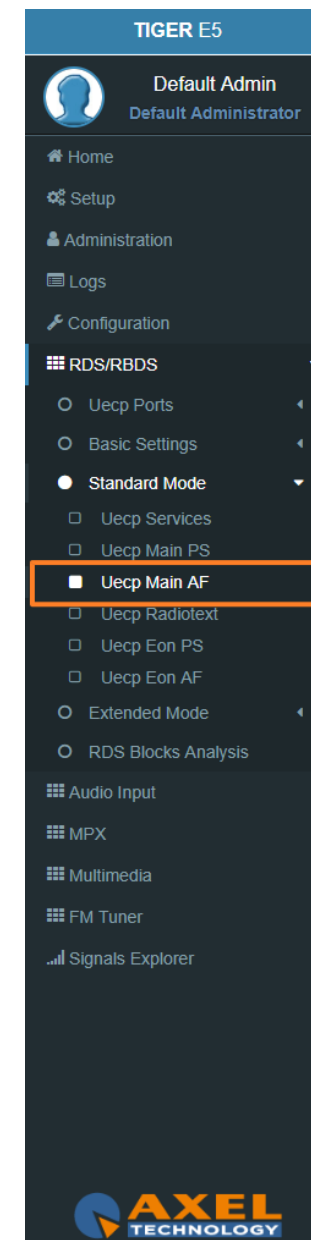 TIGER E5
Default Admin
Default Administrator
Home
Setup
Administration
Logs
Configuration
RDS/RBDS
Uecp Ports
Basic Settings
Standard Mode
Uecp Services
Uecp Main PS
Uecp Main AF
Uecp Radiotext
Uecp Eon PS
Uecp Eon AF
Extended Mode
RDS Blocks Analysis
Audio Input
MPX
Multimedia
FM Tuner
Signals Explorer
AXEL
TECHNOLOGY